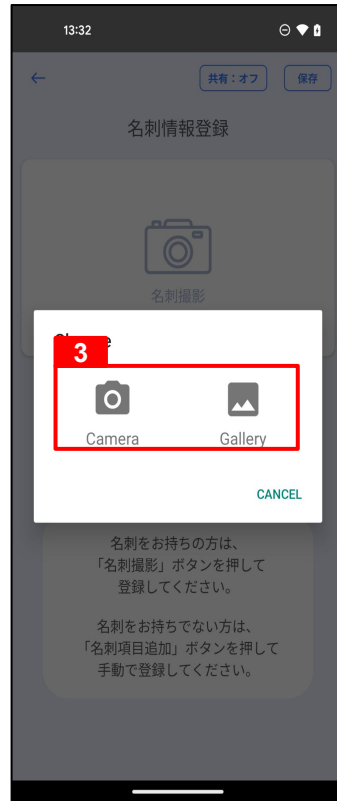 13:32
共有：オフ
保存
名刺情報登録
名刺撮影
3
Camera
Gallery
CANCEL
名刺をお持ちの方は、
「名刺撮影」ボタンを押して
登録してください。
名刺をお持ちでない方は、
「名刺項目追加」ボタンを押して
手動で登録してください。